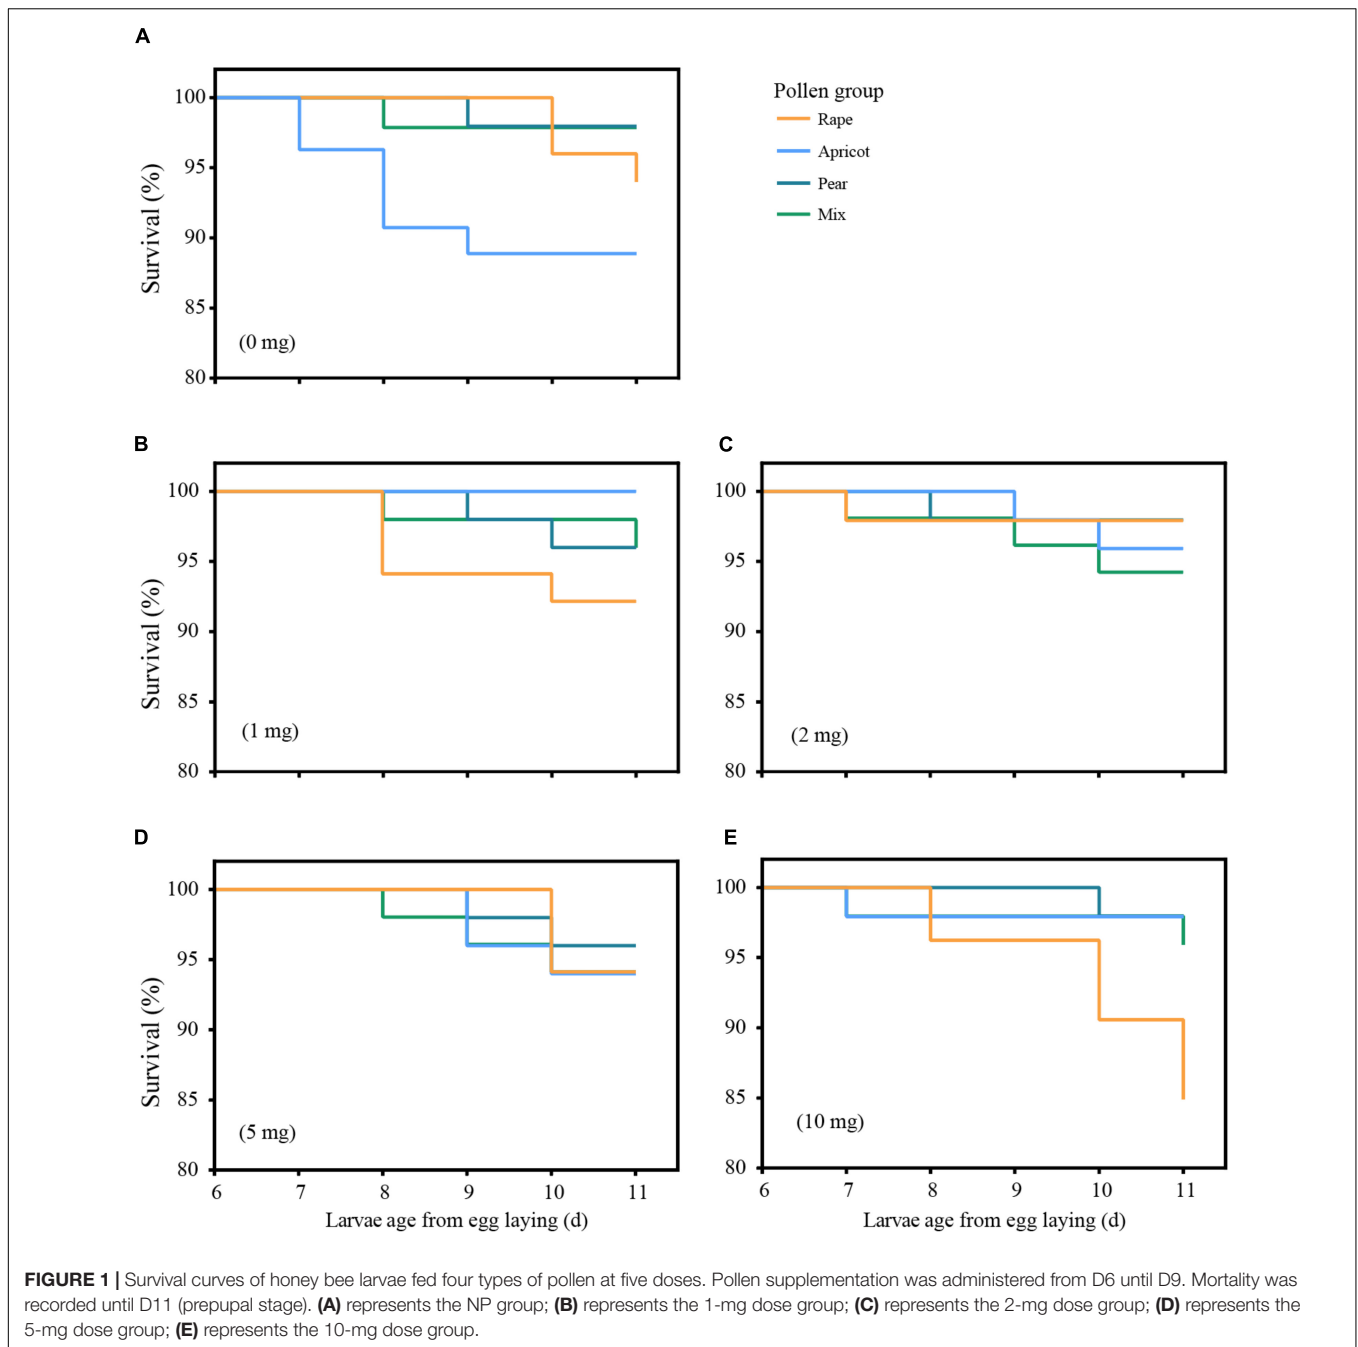 A
100
95
90
85
80
Survival (%)
(0 mg)
Pollen group
Rape
Apricot
Pear
Mix
B
100
95
90
85
80
Survival (%)
(1 mg)
C
100
95
90
85
80
(2 mg)
D
100
95
90
85
80
Survival (%)
(5 mg)
6 7 8 9 10 11
Larvae age from egg laying (d)
E
100
95
90
85
80
(10 mg)
6 7 8 9 10 11
Larvae age from egg laying (d)
FIGURE 1 | Survival curves of honey bee larvae fed four types of pollen at five doses. Pollen supplementation was administered from D6 until D9. Mortality was
recorded until D11 (prepupal stage). (A) represents the NP group; (B) represents the 1-mg dose group; (C) represents the 2-mg dose group; (D) represents the
5-mg dose group; (E) represents the 10-mg dose group.